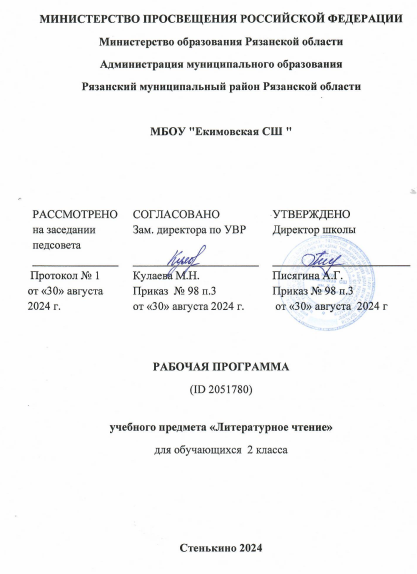 МИНИСТЕРСТВО ПРОСВЕЩЕНИЯ РОССИЙСКОЙ ФЕДЕРАЦИИ
Министерство образования Рязанской области
Администрация муниципального образования
Рязанский муниципальный район Рязанской области
МБОУ "Екимовская СШ "
РАССМОТРЕНО
на заседании
педсовета
Протокол № 1
от «30» августа
2024 г.
СОГЛАСОВАНО
Зам. директора по УВР
Кулаева М.Н.
Приказ № 98 п.3
от «30» августа 2024 г.
УТВЕРЖДЕНО
Директор школы
Писягина А.Г.
Приказ № 98 п.3
от «30» августа 2024 г
РАБОЧАЯ ПРОГРАММА
(ID 2051780)
учебного предмета «Литературное чтение»
для обучающихся 2 класса
Стенькино 2024